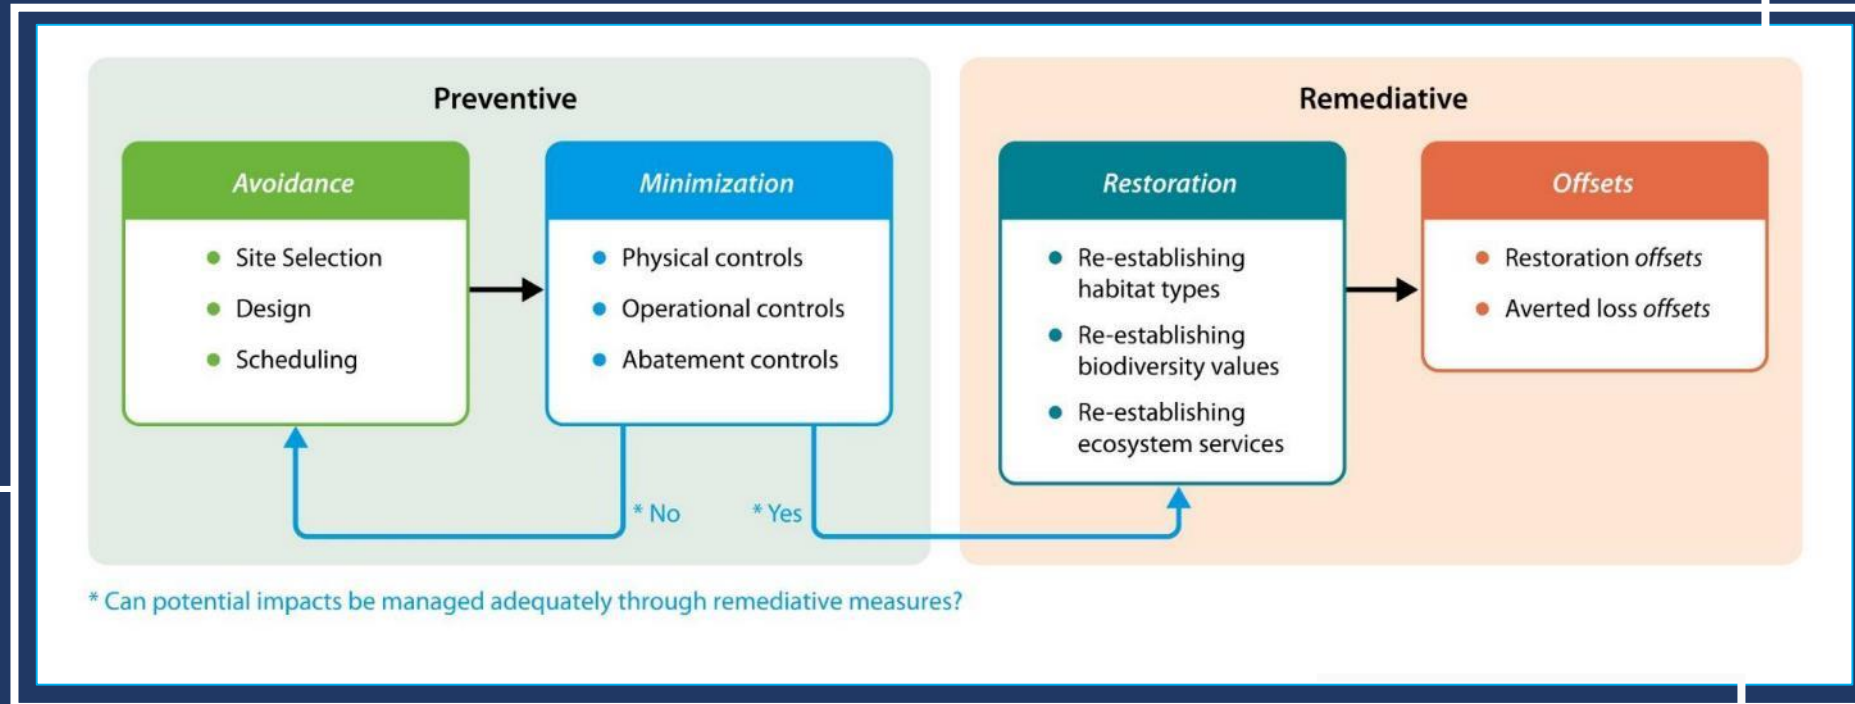 Preventive
Avoidance
Site Selection
Design
Scheduling
Minimization
Physical controls
Operational controls
Abatement controls
* No
* Yes
Remediative
Restoration
Re-establishing
habitat types
Re-establishing
biodiversity values
Re-establishing
ecosystem services
Offsets
Restoration offsets
Averted loss offsets
* Can potential impacts be managed adequately through remediative measures?